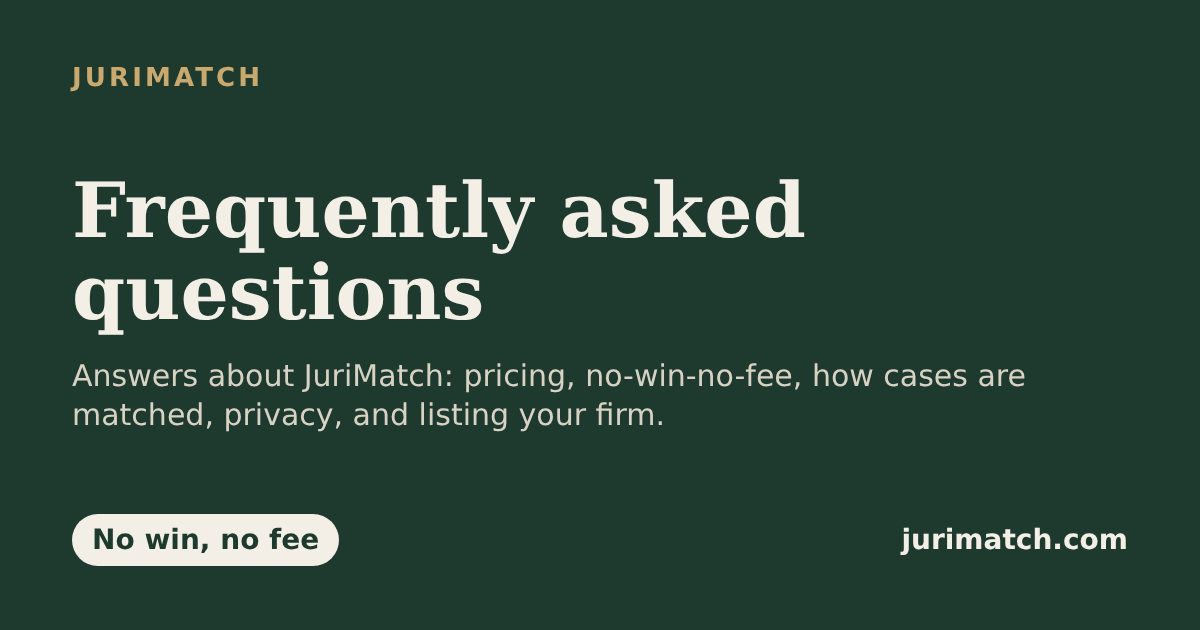 JURIMATCH
Frequently asked
questions
Answers about JuriMatch: pricing, no-win-no-fee, how cases are
matched, privacy, and listing your firm.
No win, no fee
jurimatch.com